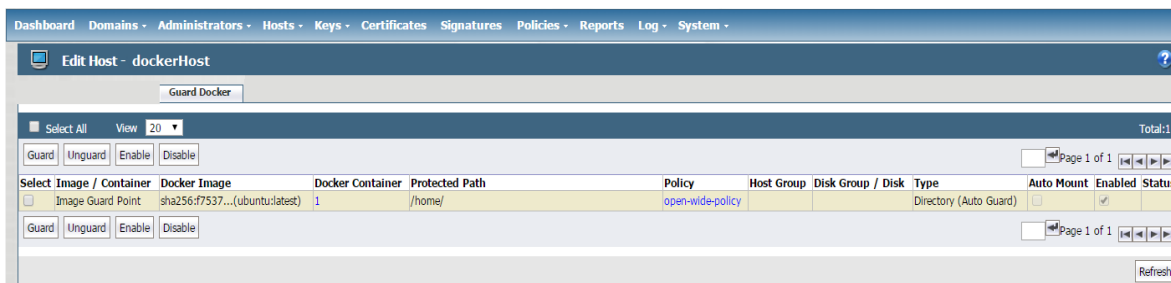 Dashboard Domains Administrators Hosts Keys Certificates Signatures Policies Reports Log System
Edit Host - dockerHost ?
Guard Docker
Select All View 20 Total:1
Guard Unguard Enable Disable Page 1 of 1
Select Image / Container Docker Image Docker Container Protected Path Policy Host Group Disk Group / Disk Type Auto Mount Enabled Status
Image Guard Point sha256:f7537...(ubuntu:latest) 1 /home/ open-wide-policy Directory (Auto Guard)
Guard Unguard Enable Disable Page 1 of 1
Refresh